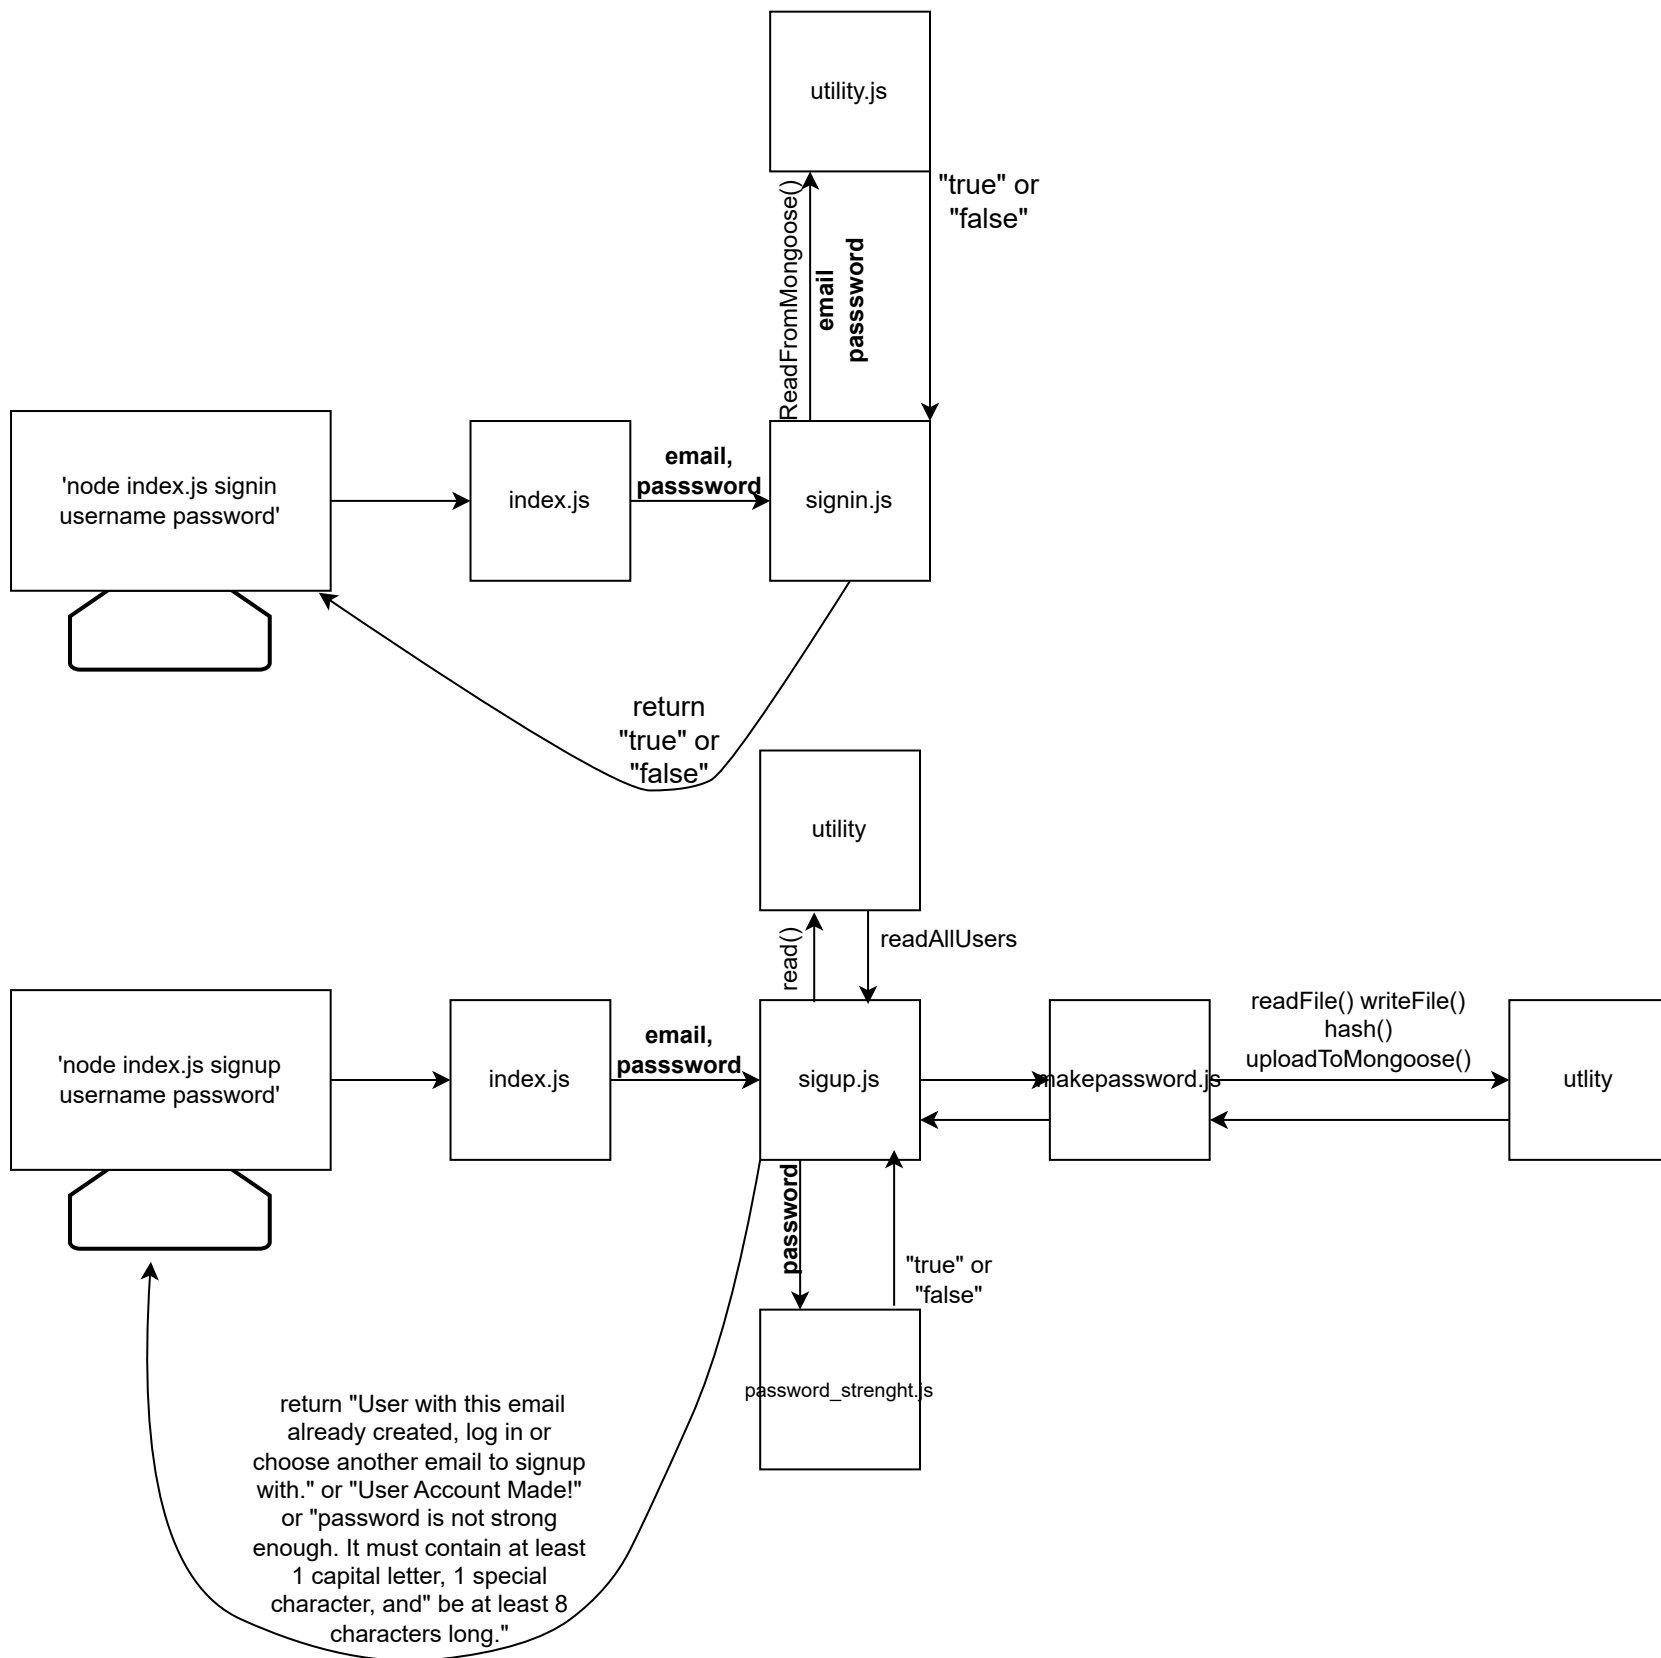 utility.js
"true" or
"false"
ReadFromMongoose()
email
password
'node index.js signin
username password'
index.js
email,
passsword
signin.js
return
"true" or
"false"
utility
read()
readAllUsers
'node index.js signup
username password'
index.js
email,
passsword
sigup.js
makepassword.js
readFile() writeFile()
hash()
uploadToMongoose()
utlity
password
"true" or
"false"
password_strenght.js
return "User with this email
already created, log in or
choose another email to signup
with." or "User Account Made!"
or "password is not strong
enough. It must contain at least
1 capital letter, 1 special
character, and" be at least 8
characters long."